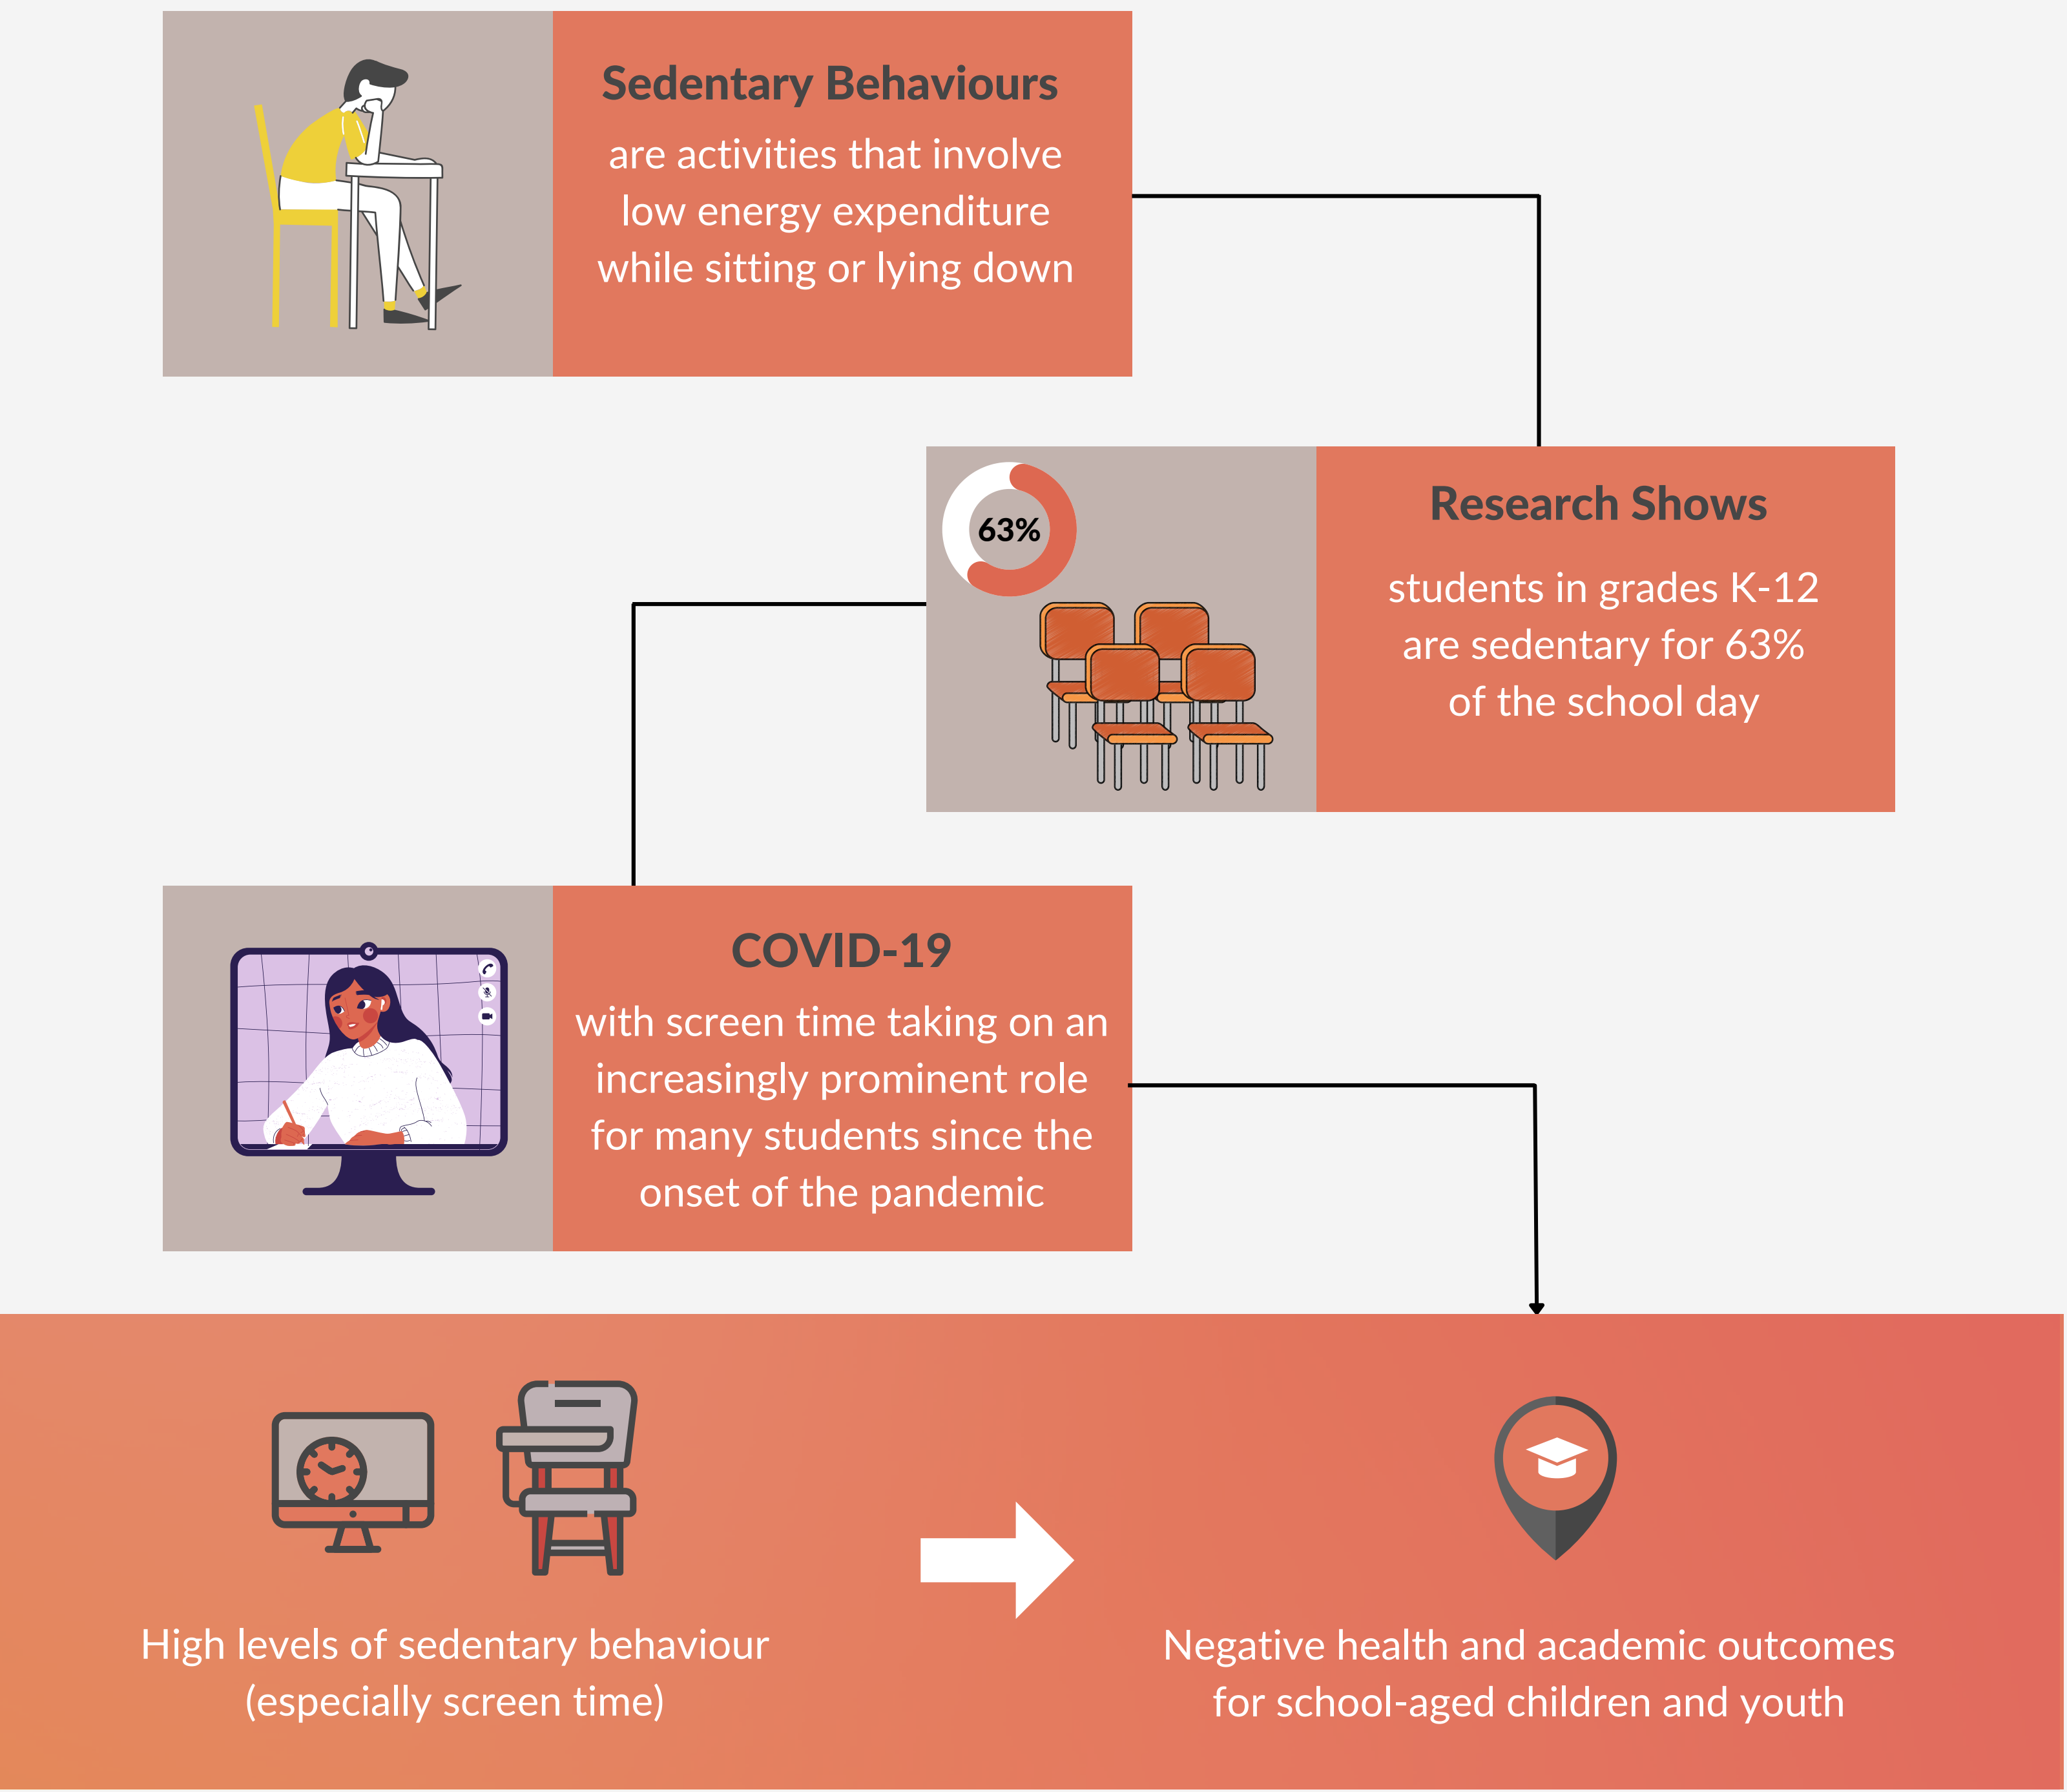 Sedentary Behaviours
are activities that involve
low energy expenditure
while sitting or lying down
63%
Research Shows
students in grades K-12
are sedentary for 63%
of the school day
COVID-19
with screen time taking on an
increasingly prominent role
for many students since the
onset of the pandemic
High levels of sedentary behaviour
(especially screen time)
Negative health and academic outcomes
for school-aged children and youth